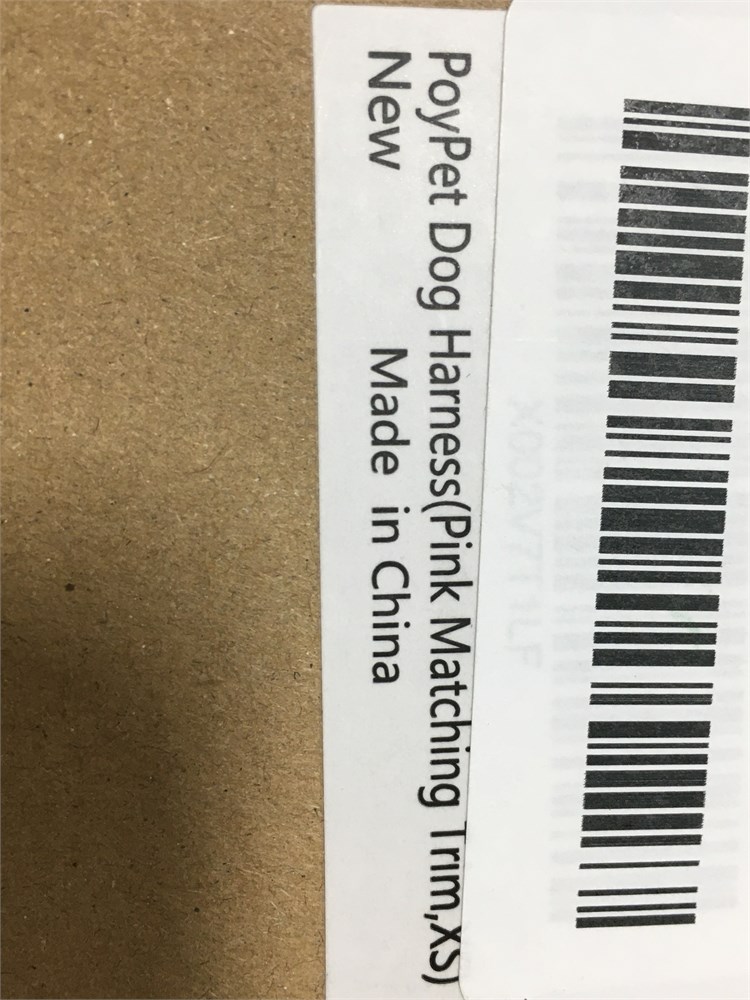 PoyPet Dog Harness(Pink Matching Trim,XS)
New Made in China